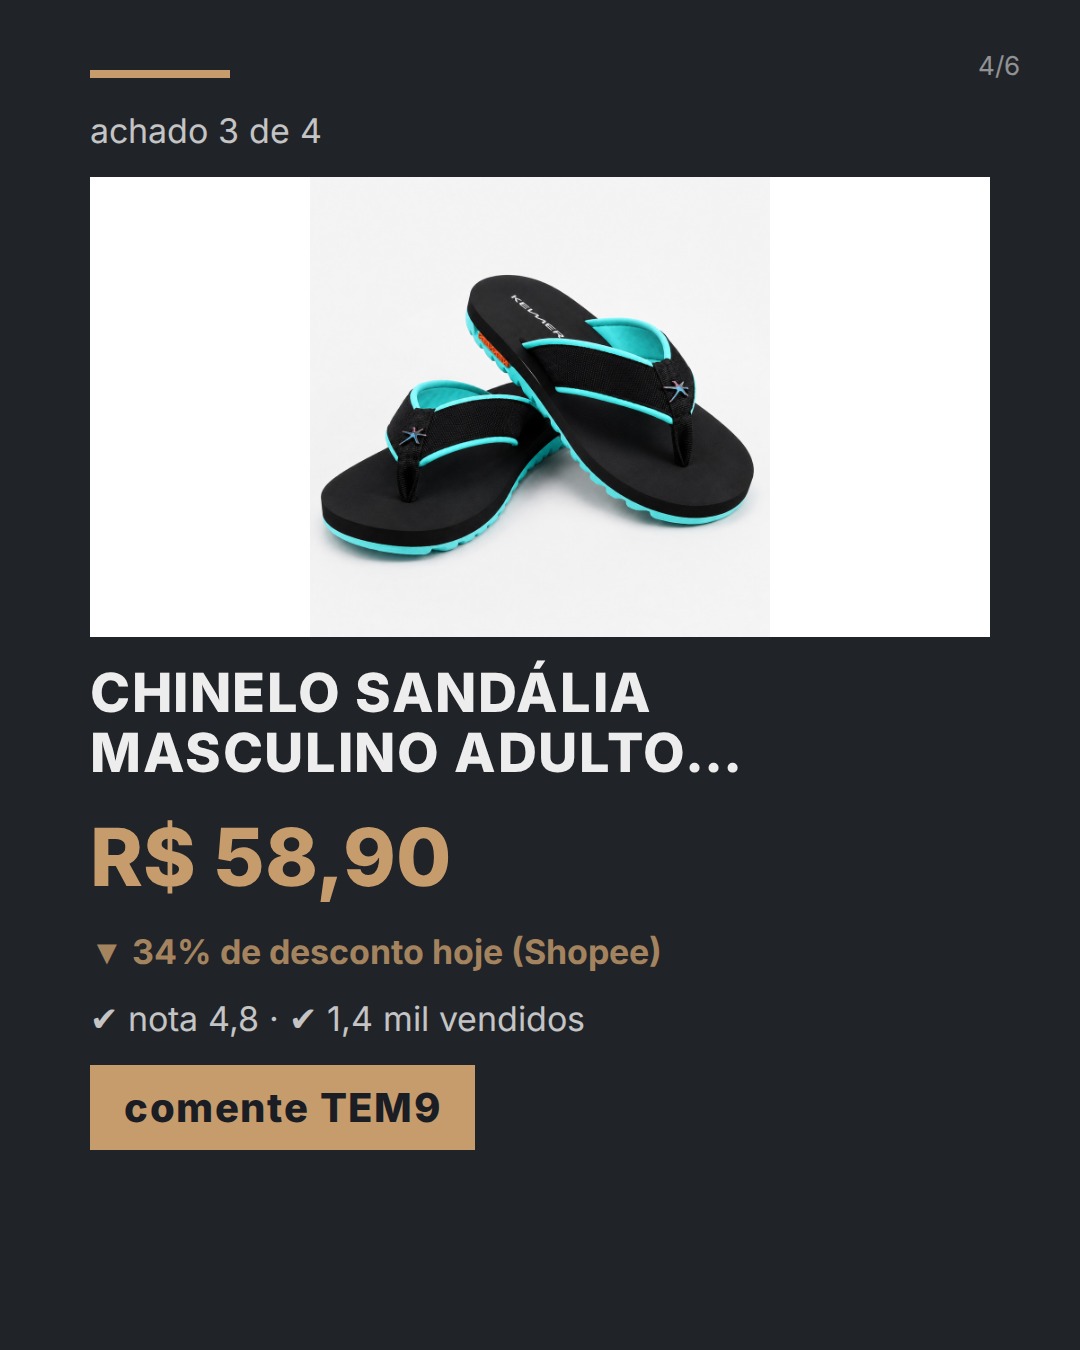 4/6
achado 3 de 4
KEWMER
CHINELO SANDÁLIA
MASCULINO ADULTO...
R$ 58,90
▼ 34% de desconto hoje (Shopee)
✔ nota 4,8 · ✔ 1,4 mil vendidos
comente TEM9